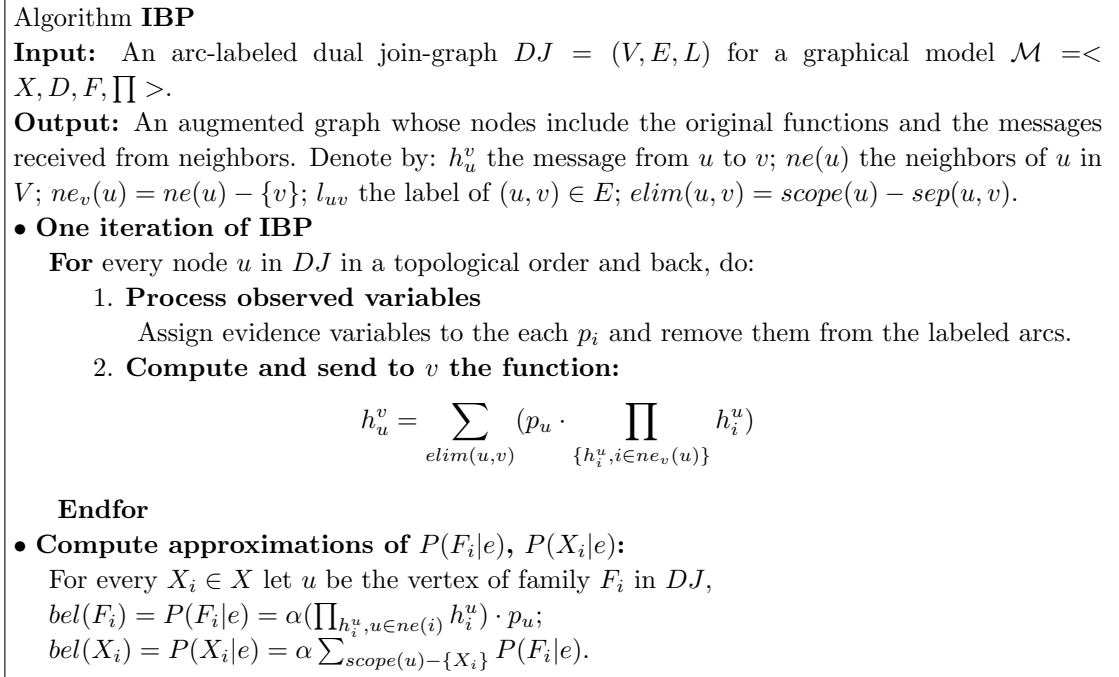 Algorithm IBP
Input: An arc-labeled dual join-graph DJ = (V, E, L) for a graphical model ℳ =<
X, D, F, ∏ >.
Output: An augmented graph whose nodes include the original functions and the messages
received from neighbors. Denote by: h_u^v the message from u to v; ne(u) the neighbors of u in
V; ne_v(u) = ne(u) − {v}; l_{uv} the label of (u, v) ∈ E; elim(u, v) = scope(u) − sep(u, v).
• One iteration of IBP
For every node u in DJ in a topological order and back, do:
1. Process observed variables
Assign evidence variables to the each p_i and remove them from the labeled arcs.
2. Compute and send to v the function:
h_u^v = ∑_{elim(u,v)} (p_u · ∏_{{h_i^u, i∈ne_v(u)}} h_i^u)
Endfor
• Compute approximations of P(F_i|e), P(X_i|e):
For every X_i ∈ X let u be the vertex of family F_i in DJ,
bel(F_i) = P(F_i|e) = α(∏_{h_i^u, u∈ne(i)} h_i^u) · p_u;
bel(X_i) = P(X_i|e) = α ∑_{scope(u)−{X_i}} P(F_i|e).